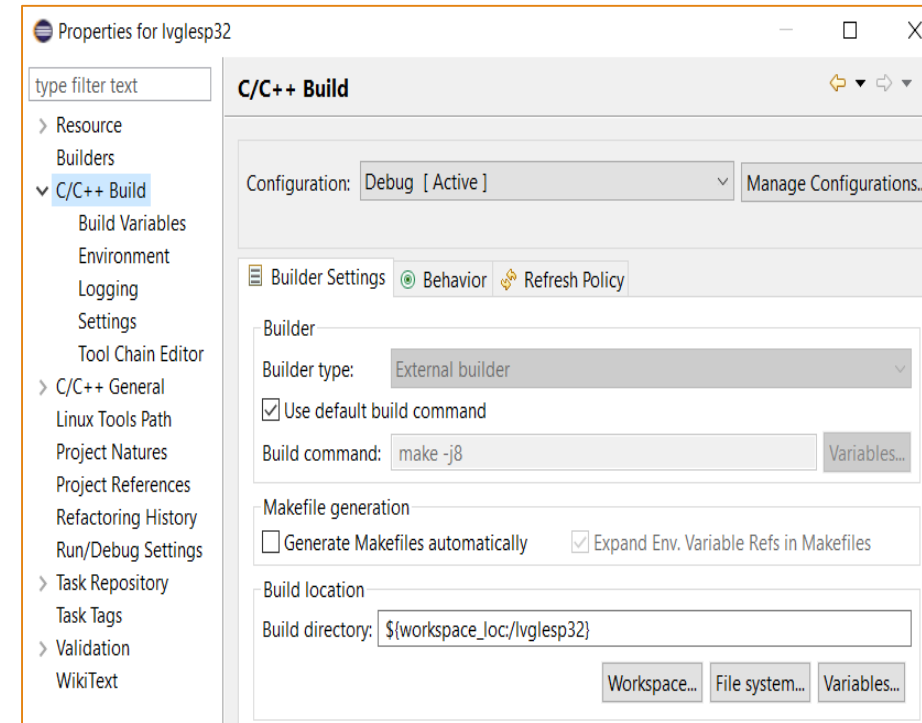 Properties for lvglesp32
type filter text
Resource
Builders
C/C++ Build
Build Variables
Environment
Logging
Settings
Tool Chain Editor
C/C++ General
Linux Tools Path
Project Natures
Project References
Refactoring History
Run/Debug Settings
Task Repository
Task Tags
Validation
WikiText
C/C++ Build
Configuration: Debug [ Active ] Manage Configurations..
Builder Settings Behavior Refresh Policy
Builder
Builder type: External builder
Use default build command
Build command: make -j8 Variables...
Makefile generation
Generate Makefiles automatically Expand Env. Variable Refs in Makefiles
Build location
Build directory: ${workspace_loc:/lvglesp32}
Workspace... File system... Variables...